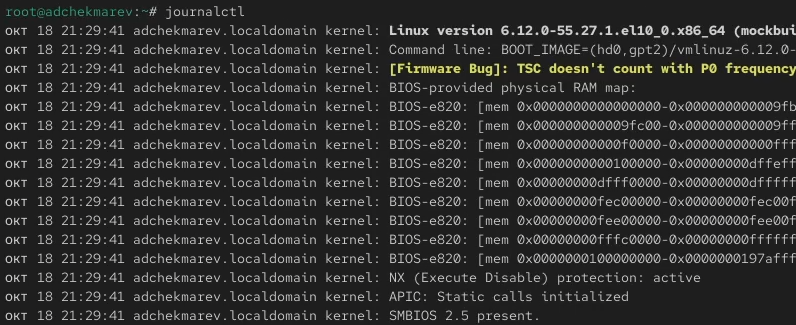 root@adchekmarev:~# journalctl
окт 18 21:29:41 adchekmarev.localdomain kernel: Linux version 6.12.0-55.27.1.el10_0.x86_64 (mockbui
окт 18 21:29:41 adchekmarev.localdomain kernel: Command line: BOOT_IMAGE=(hd0,gpt2)/vmlinuz-6.12.0-
окт 18 21:29:41 adchekmarev.localdomain kernel: [Firmware Bug]: TSC doesn't count with P0 frequency
окт 18 21:29:41 adchekmarev.localdomain kernel: BIOS-provided physical RAM map:
окт 18 21:29:41 adchekmarev.localdomain kernel: BIOS-e820: [mem 0x0000000000000000-0x000000000009fb
окт 18 21:29:41 adchekmarev.localdomain kernel: BIOS-e820: [mem 0x000000000009fc00-0x000000000009ff
окт 18 21:29:41 adchekmarev.localdomain kernel: BIOS-e820: [mem 0x00000000000f0000-0x00000000000fff
окт 18 21:29:41 adchekmarev.localdomain kernel: BIOS-e820: [mem 0x0000000000100000-0x00000000dffeff
окт 18 21:29:41 adchekmarev.localdomain kernel: BIOS-e820: [mem 0x00000000dfff0000-0x00000000dfffff
окт 18 21:29:41 adchekmarev.localdomain kernel: BIOS-e820: [mem 0x00000000fec00000-0x00000000fec00f
окт 18 21:29:41 adchekmarev.localdomain kernel: BIOS-e820: [mem 0x00000000fee00000-0x00000000fee00f
окт 18 21:29:41 adchekmarev.localdomain kernel: BIOS-e820: [mem 0x00000000fffc0000-0x00000000ffffff
окт 18 21:29:41 adchekmarev.localdomain kernel: BIOS-e820: [mem 0x0000000100000000-0x0000000197afff
окт 18 21:29:41 adchekmarev.localdomain kernel: NX (Execute Disable) protection: active
окт 18 21:29:41 adchekmarev.localdomain kernel: APIC: Static calls initialized
окт 18 21:29:41 adchekmarev.localdomain kernel: SMBIOS 2.5 present.